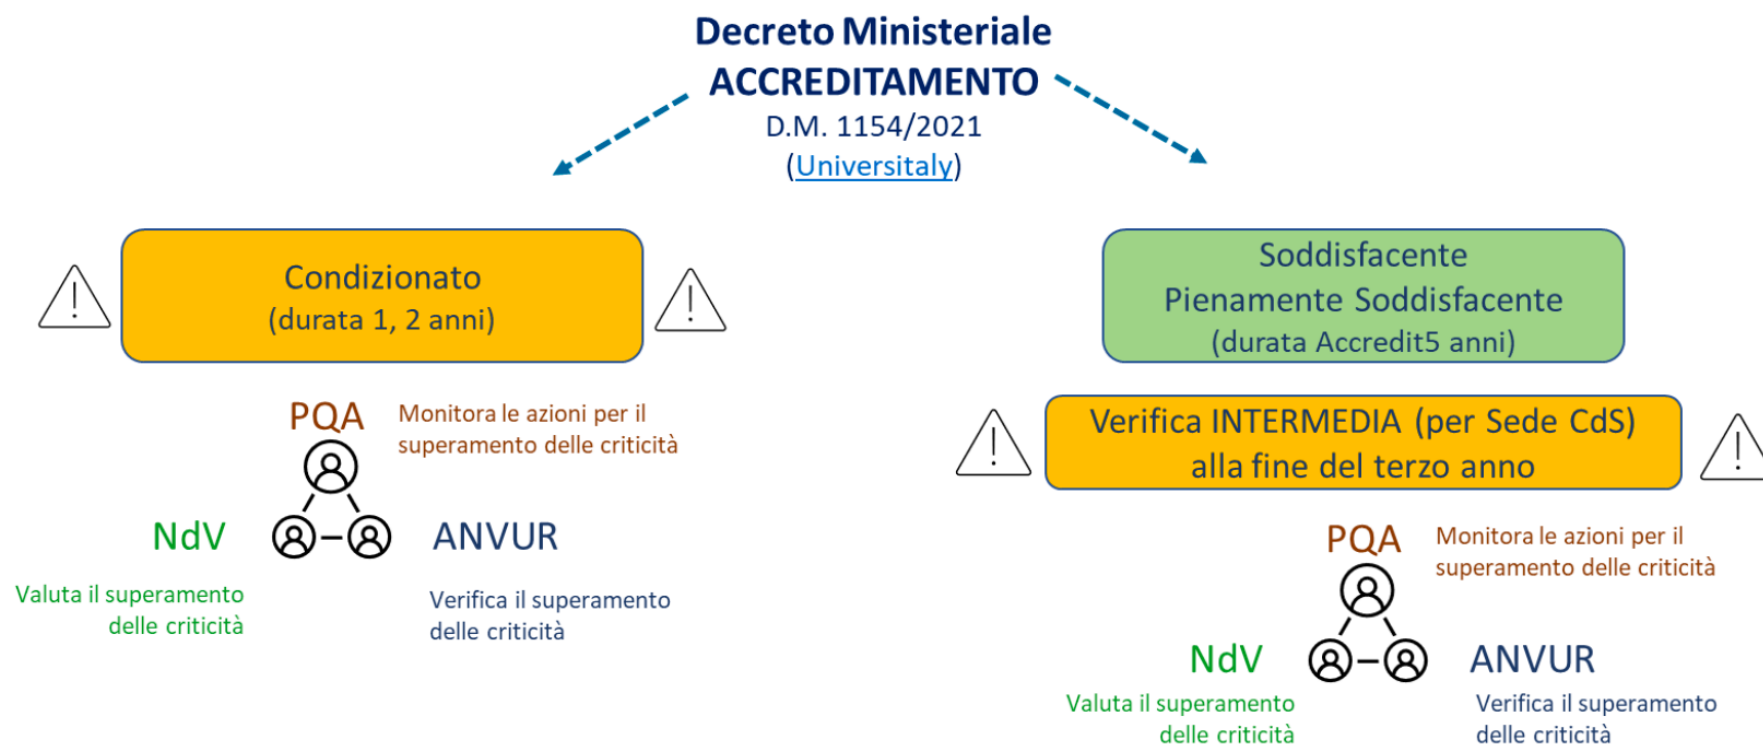 Decreto Ministeriale
ACCREDITAMENTO
D.M. 1154/2021
(Universitaly)
Condizionato
(durata 1, 2 anni)
PQA
Monitora le azioni per il
superamento delle criticità
NdV
ANVUR
Valuta il superamento
delle criticità
Verifica il superamento
delle criticità
Soddisfacente
Pienamente Soddisfacente
(durata Accredit5 anni)
Verifica INTERMEDIA (per Sede CdS)
alla fine del terzo anno
PQA
Monitora le azioni per il
superamento delle criticità
NdV
ANVUR
Valuta il superamento
delle criticità
Verifica il superamento
delle criticità